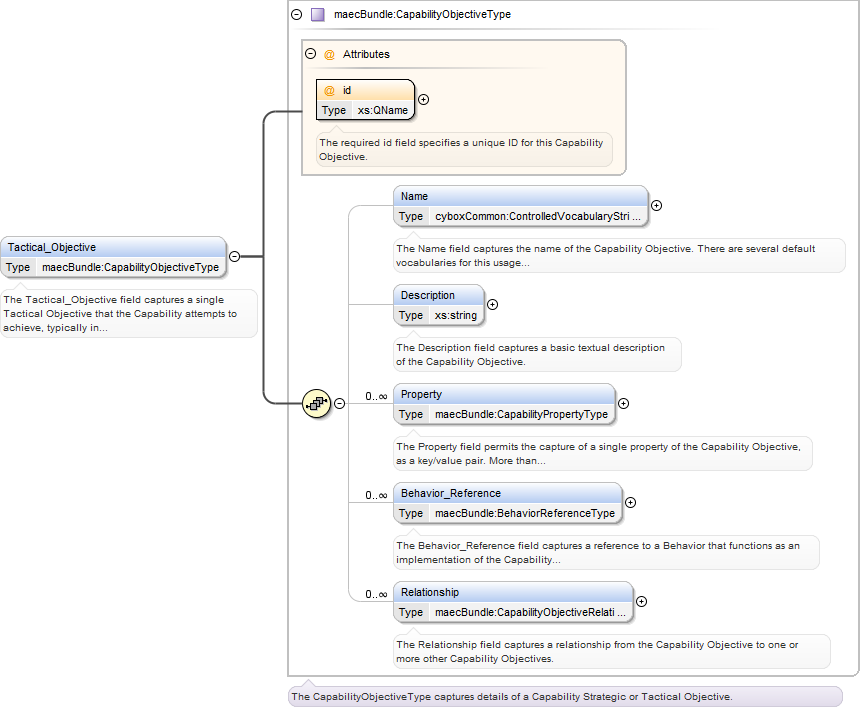 maecBundle:CapabilityObjectiveType
@ Attributes
@ id
Type xs:QName
The required id field specifies a unique ID for this Capability
Objective.
Tactical_Objective
Type maecBundle:CapabilityObjectiveType
The Tactical_Objective field captures a single
Tactical Objective that the Capability attempts to
achieve, typically in...
Name
Type cyboxCommon:ControlledVocabularyStri ...
The Name field captures the name of the Capability Objective. There are several default
vocabularies for this usage...
Description
Type xs:string
The Description field captures a basic textual description
of the Capability Objective.
0..∞
Property
Type maecBundle:CapabilityPropertyType
The Property field permits the capture of a single property of the Capability Objective,
as a key/value pair. More than...
0..∞
Behavior_Reference
Type maecBundle:BehaviorReferenceType
The Behavior_Reference field captures a reference to a Behavior that functions as an
implementation of the Capability...
0..∞
Relationship
Type maecBundle:CapabilityObjectiveRelati ...
The Relationship field captures a relationship from the Capability Objective to one or
more other Capability Objectives.
The CapabilityObjectiveType captures details of a Capability Strategic or Tactical Objective.